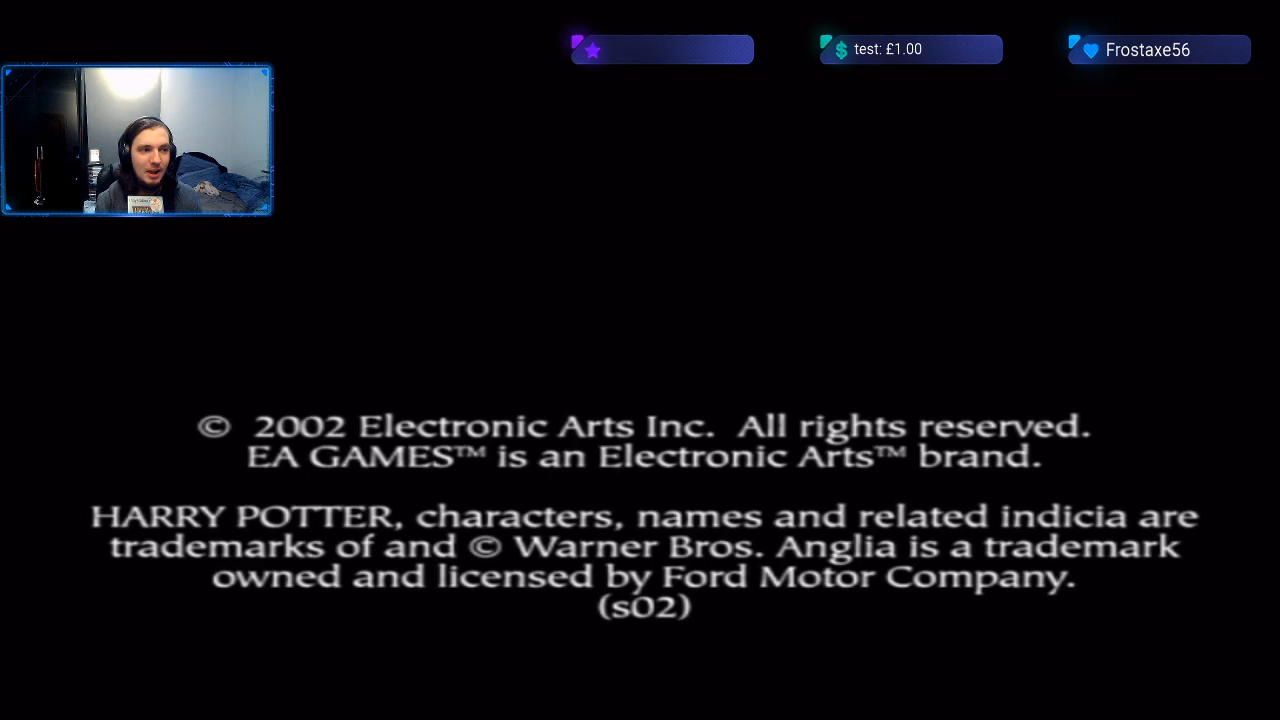 test: £1.00
Frostaxe56
© 2002 Electronic Arts Inc. All rights reserved.
EA GAMES™ is an Electronic Arts™ brand.
HARRY POTTER, characters, names and related indicia are
trademarks of and © Warner Bros. Anglia is a trademark
owned and licensed by Ford Motor Company.
(s02)